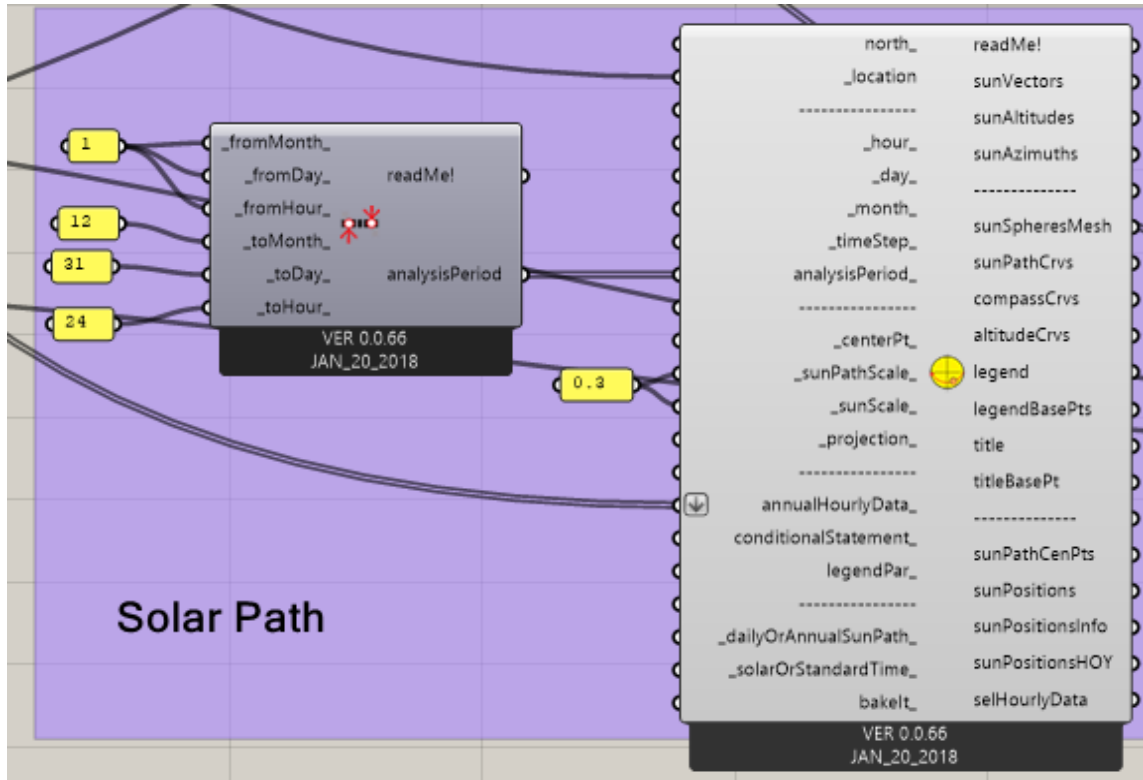 1
12
31
24
_fromMonth_
_fromDay_
_fromHour_
_toMonth_
_toDay_
_toHour_
readMe!
analysisPeriod
VER 0.0.66
JAN_20_2018
0.3
Solar Path
north_
_location
----------------
_hour_
_day_
_month_
_timeStep_
analysisPeriod_
----------------
_centerPt_
_sunPathScale_
_sunScale_
_projection_
----------------
annualHourlyData_
conditionalStatement_
legendPar_
----------------
_dailyOrAnnualSunPath_
_solarOrStandardTime_
bakeIt_
readMe!
sunVectors
sunAltitudes
sunAzimuths
--------------
sunSpheresMesh
sunPathCrvs
compassCrvs
altitudeCrvs
legend
legendBasePts
title
titleBasePt
--------------
sunPathCenPts
sunPositions
sunPositionsInfo
sunPositionsHOY
selHourlyData
VER 0.0.66
JAN_20_2018